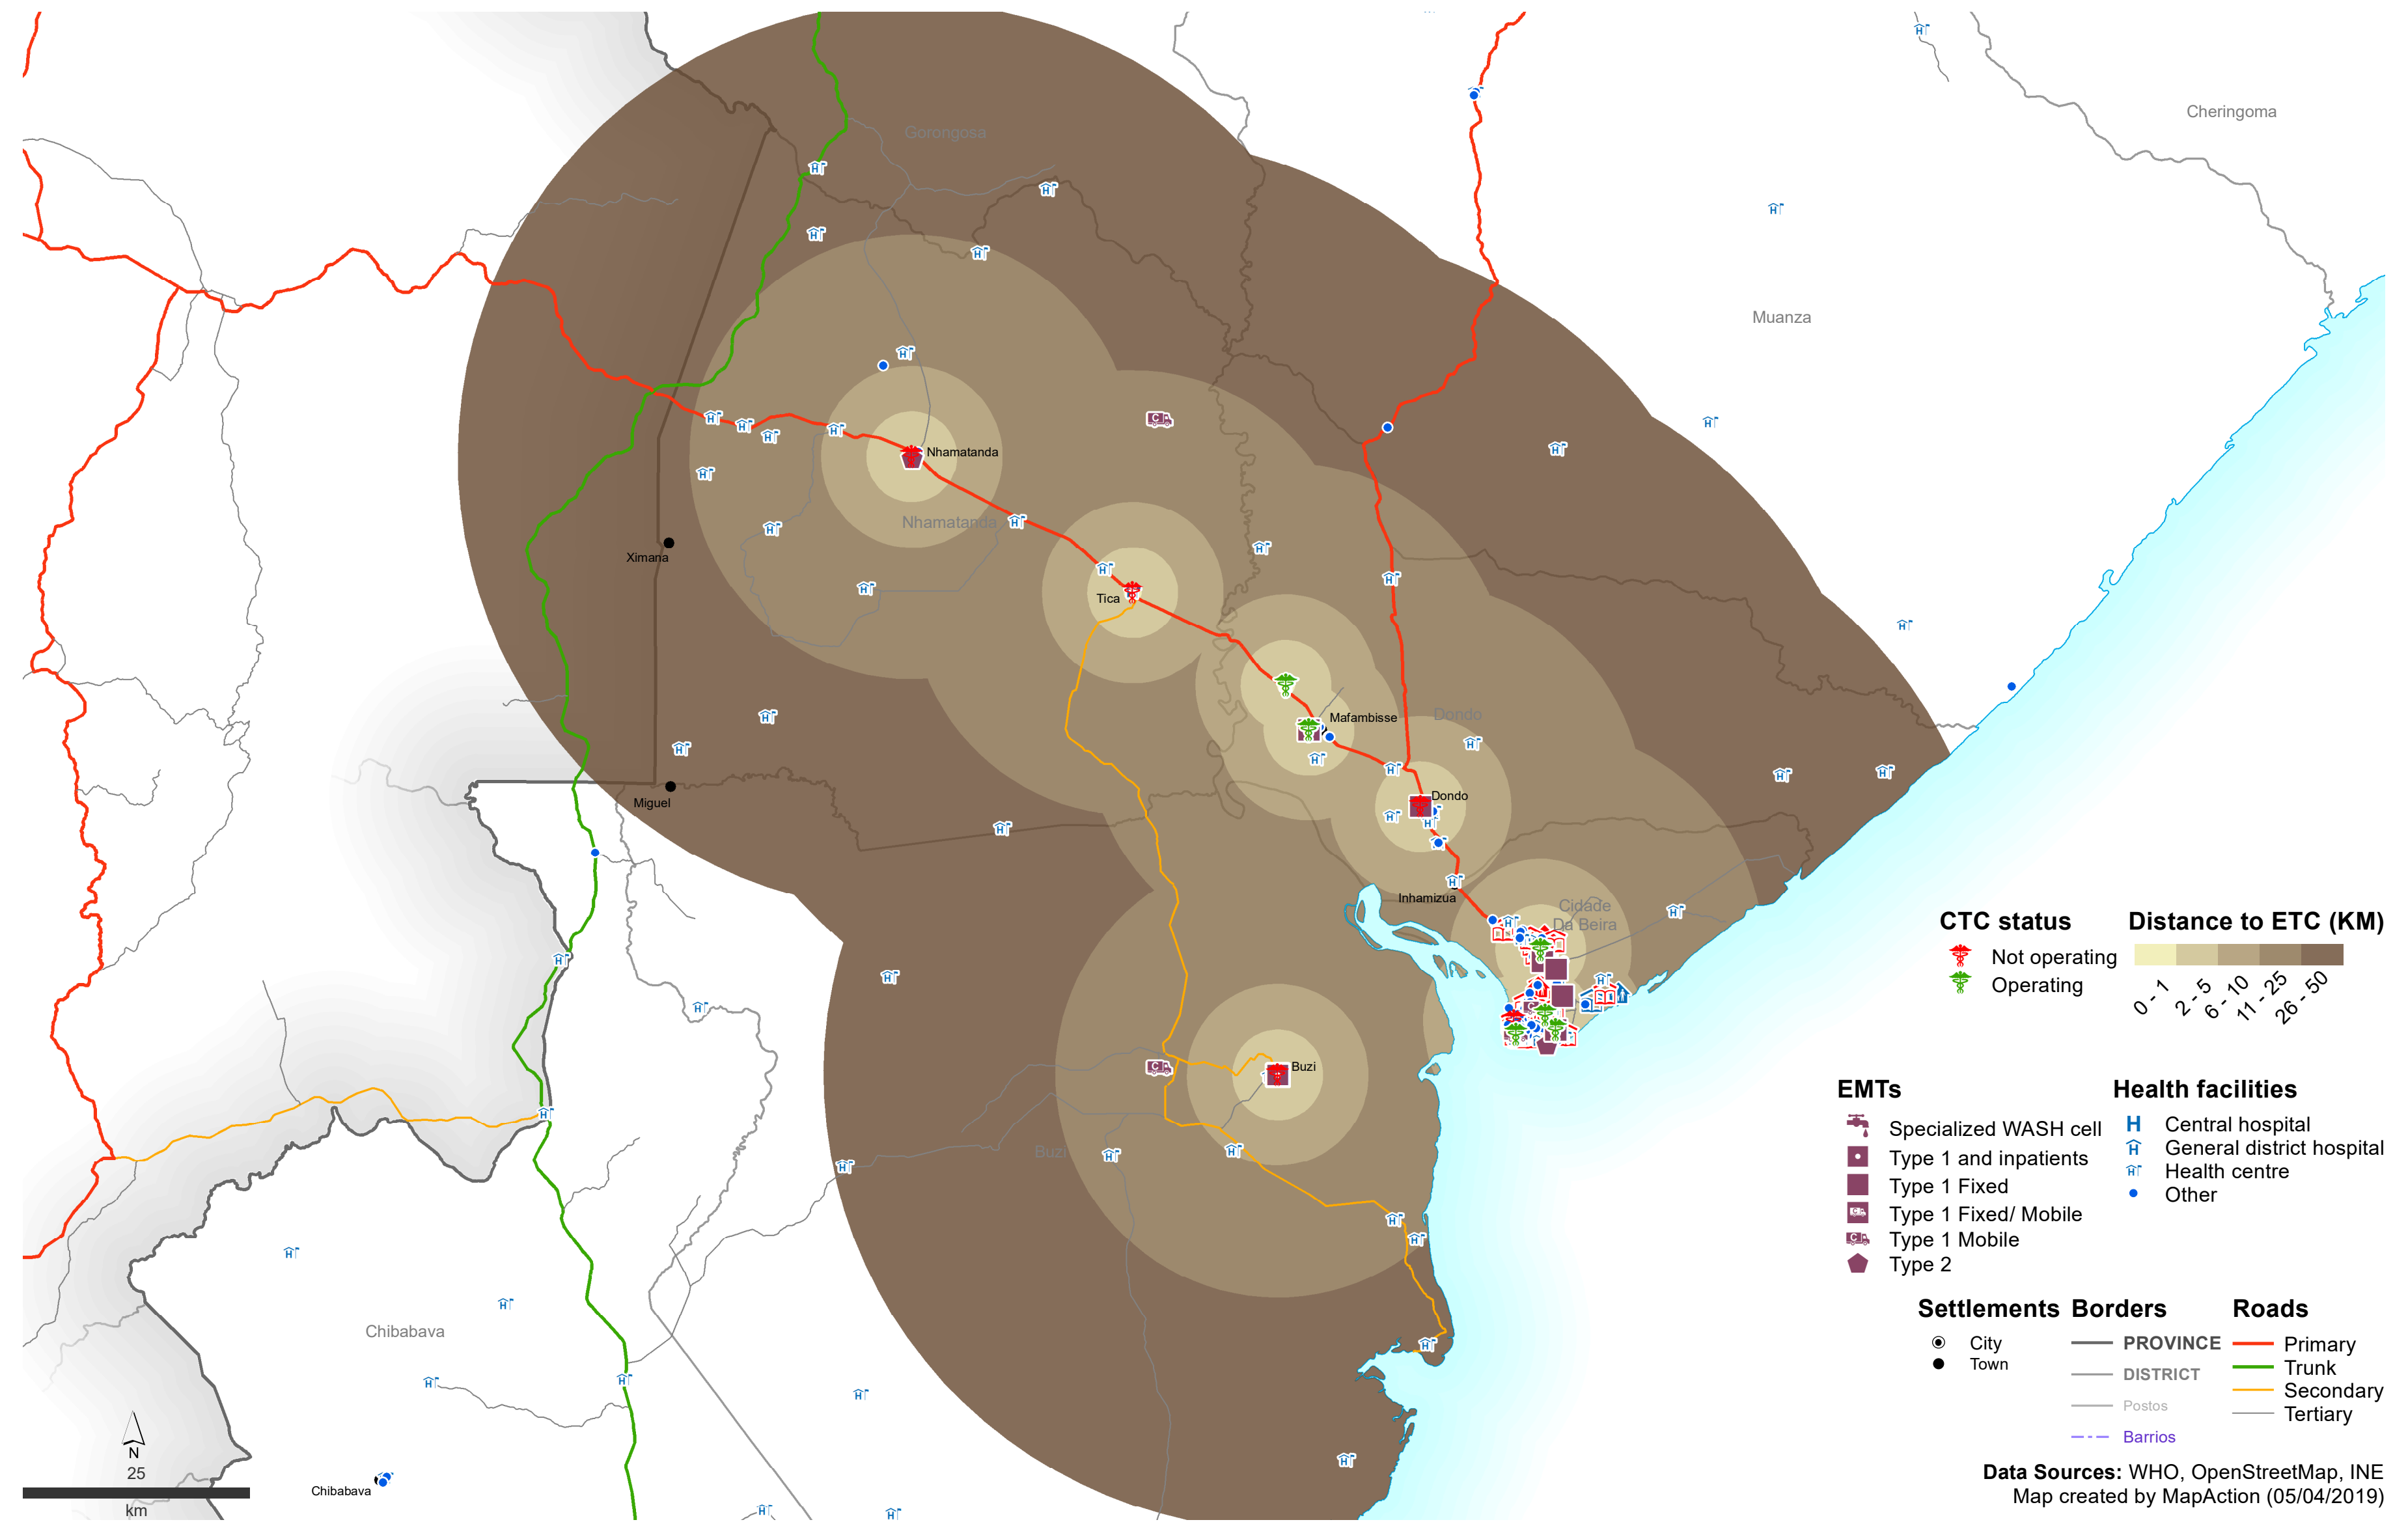 Gorongosa
Cheringoma
Muanza
Nhamatanda
Nhamatanda
Ximana
Tica
Mafambisse
Dondo
Miguel
Dondo
Inhamizua
Cidade
Da Beira
Buzi
Buzi
Chibabava
Chibabava
CTC status
Not operating
Operating
Distance to ETC (KM)
0 - 1
2 - 5
6 - 10
11 - 25
26 - 50
EMTs
Specialized WASH cell
Type 1 and inpatients
Type 1 Fixed
Type 1 Fixed/ Mobile
Type 1 Mobile
Type 2
Health facilities
Central hospital
General district hospital
Health centre
Other
Settlements
City
Town
Borders
PROVINCE
DISTRICT
Postos
Barrios
Roads
Primary
Trunk
Secondary
Tertiary
N
25
km
Data Sources: WHO, OpenStreetMap, INE
Map created by MapAction (05/04/2019)